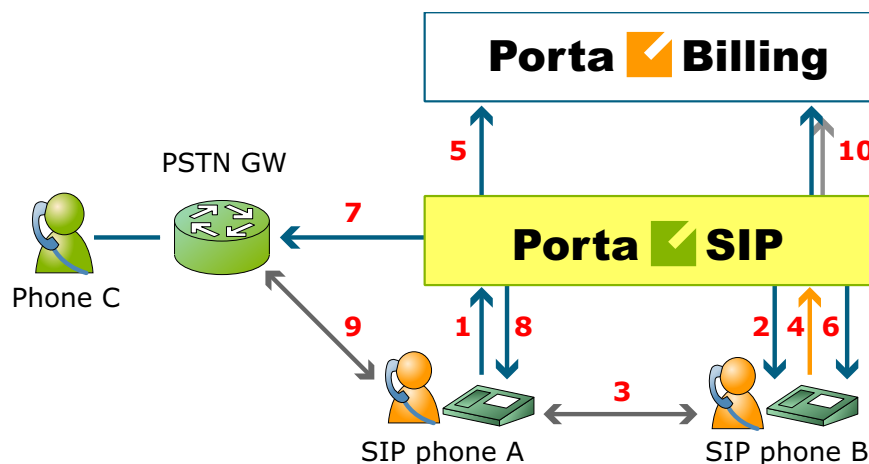 Porta Billing
5
10
PSTN GW
7
Porta SIP
Phone C
9
1
8
2
4
6
3
SIP phone A
SIP phone B